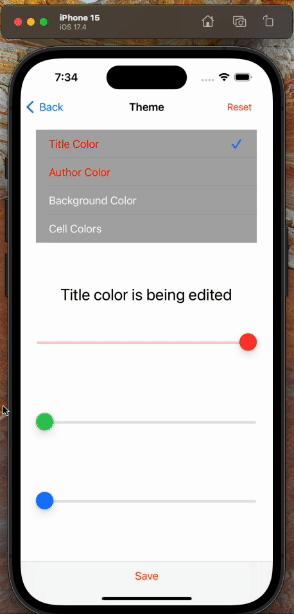 iPhone 15
iOS 17.4
7:34
Back
Theme
Reset
Title Color
Author Color
Background Color
Cell Colors
Title color is being edited
Save